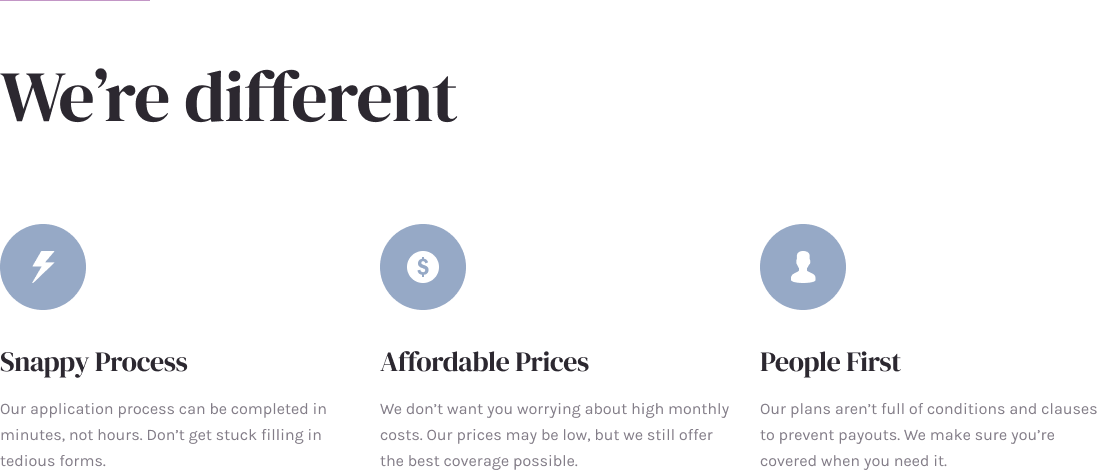 We’re different
Snappy Process
Our application process can be completed in
minutes, not hours. Don’t get stuck filling in
tedious forms.
Affordable Prices
We don’t want you worrying about high monthly
costs. Our prices may be low, but we still offer
the best coverage possible.
People First
Our plans aren’t full of conditions and clauses
to prevent payouts. We make sure you’re
covered when you need it.